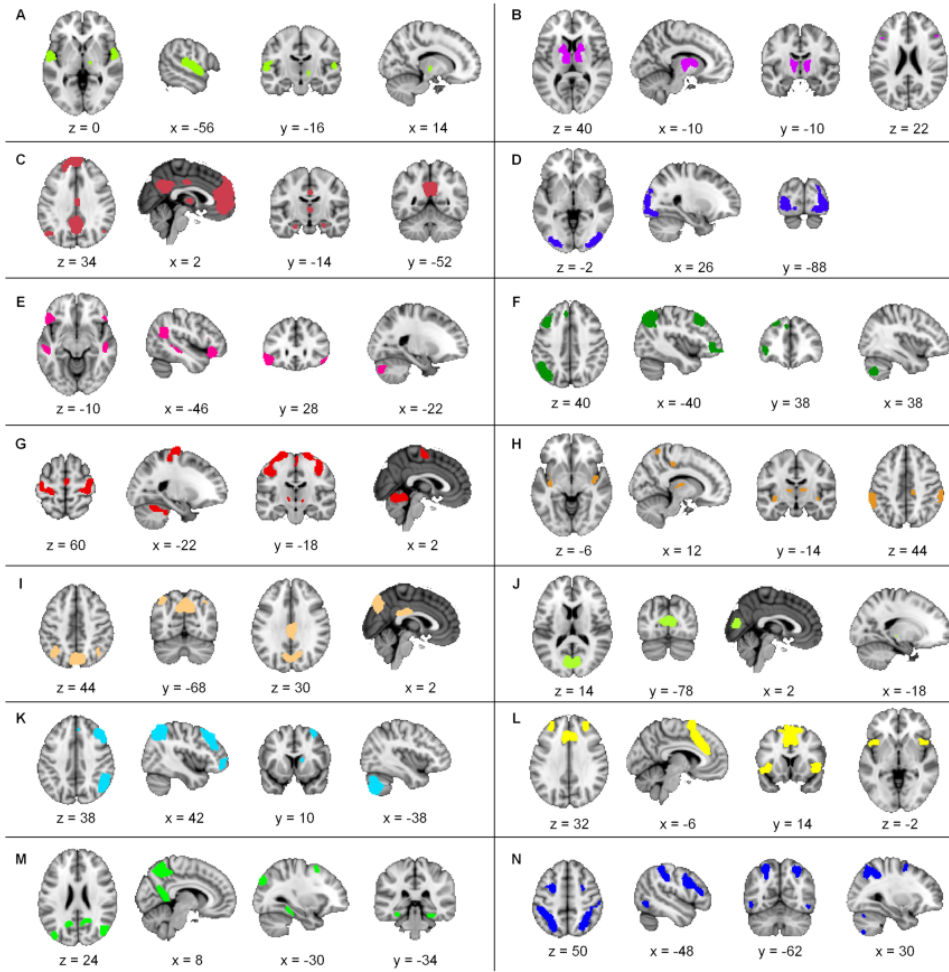 A
z = 0 x = -56 y = -16 x = 14
B
z = 40 x = -10 y = -10 z = 22
C
z = 34 x = 2 y = -14 y = -52
D
z = -2 x = 26 y = -88
E
z = -10 x = -46 y = 28 x = -22
F
z = 40 x = -40 y = 38 x = 38
G
z = 60 x = -22 y = -18 x = 2
H
z = -6 x = 12 y = -14 z = 44
I
z = 44 y = -68 z = 30 x = 2
J
z = 14 y = -78 x = 2 x = -18
K
z = 38 x = 42 y = 10 x = -38
L
z = 32 x = -6 y = 14 z = -2
M
z = 24 x = 8 x = -30 y = -34
N
z = 50 x = -48 y = -62 x = 30